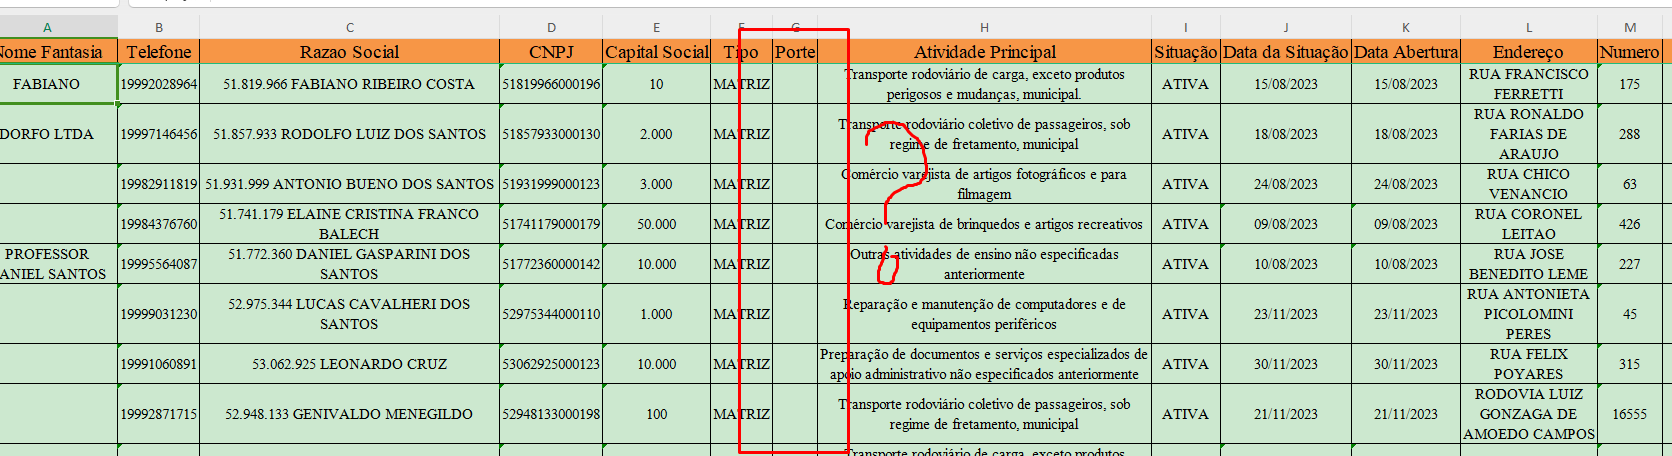 A B C D E F G H I J K L M
Nome Fantasia Telefone Razao Social CNPJ Capital Social Tipo Porte Atividade Principal Situação Data da Situação Data Abertura Endereço Numero
FABIANO 19992028964 51.819.966 FABIANO RIBEIRO COSTA 51819966000196 10 MATRIZ Transporte rodoviário de carga, exceto produtos
perigosos e mudanças, municipal. ATIVA 15/08/2023 15/08/2023 RUA FRANCISCO
FERRETTI 175
DORFO LTDA 19997146456 51.857.933 RODOLFO LUIZ DOS SANTOS 51857933000130 2.000 MATRIZ Transporte rodoviário coletivo de passageiros, sob
regime de fretamento, municipal ATIVA 18/08/2023 18/08/2023 RUA RONALDO
FARIAS DE
ARAUJO 288
19982911819 51.931.999 ANTONIO BUENO DOS SANTOS 51931999000123 3.000 MATRIZ Comércio varejista de artigos fotográficos e para
filmagem ATIVA 24/08/2023 24/08/2023 RUA CHICO
VENANCIO 63
19984376760 51.741.179 ELAINE CRISTINA FRANCO
BALECH 51741179000179 50.000 MATRIZ Comércio varejista de brinquedos e artigos recreativos ATIVA 09/08/2023 09/08/2023 RUA CORONEL
LEITAO 426
PROFESSOR
ANIEL SANTOS 19995564087 51.772.360 DANIEL GASPARINI DOS
SANTOS 51772360000142 10.000 MATRIZ Outras atividades de ensino não especificadas
anteriormente ATIVA 10/08/2023 10/08/2023 RUA JOSE
BENEDITO LEME 227
19999031230 52.975.344 LUCAS CAVALHERI DOS
SANTOS 52975344000110 1.000 MATRIZ Reparação e manutenção de computadores e de
equipamentos periféricos ATIVA 23/11/2023 23/11/2023 RUA ANTONIETA
PICOLOMINI
PERES 45
19991060891 53.062.925 LEONARDO CRUZ 53062925000123 10.000 MATRIZ Preparação de documentos e serviços especializados de
apoio administrativo não especificados anteriormente ATIVA 30/11/2023 30/11/2023 RUA FELIX
POYARES 315
19992871715 52.948.133 GENIVALDO MENEGILDO 52948133000198 100 MATRIZ Transporte rodoviário coletivo de passageiros, sob
regime de fretamento, municipal ATIVA 21/11/2023 21/11/2023 RODOVIA LUIZ
GONZAGA DE
AMOEDO CAMPOS 16555
Transporte rodoviário de carga, exceto produtos
?